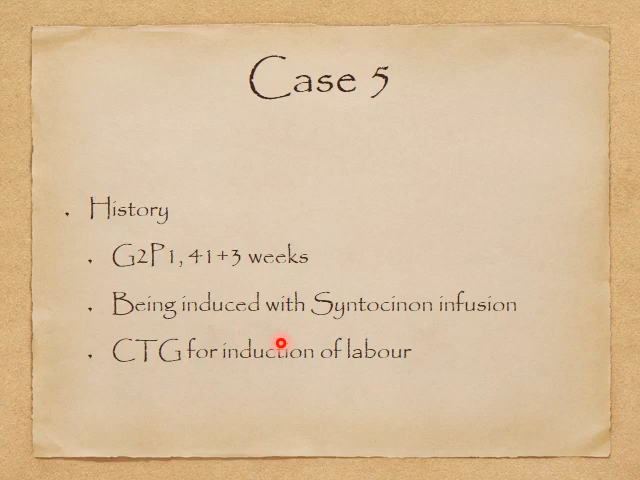 Case 5
History
G2P1, 41+3 weeks
Being induced with Syntocinon infusion
CTG for induction of labour